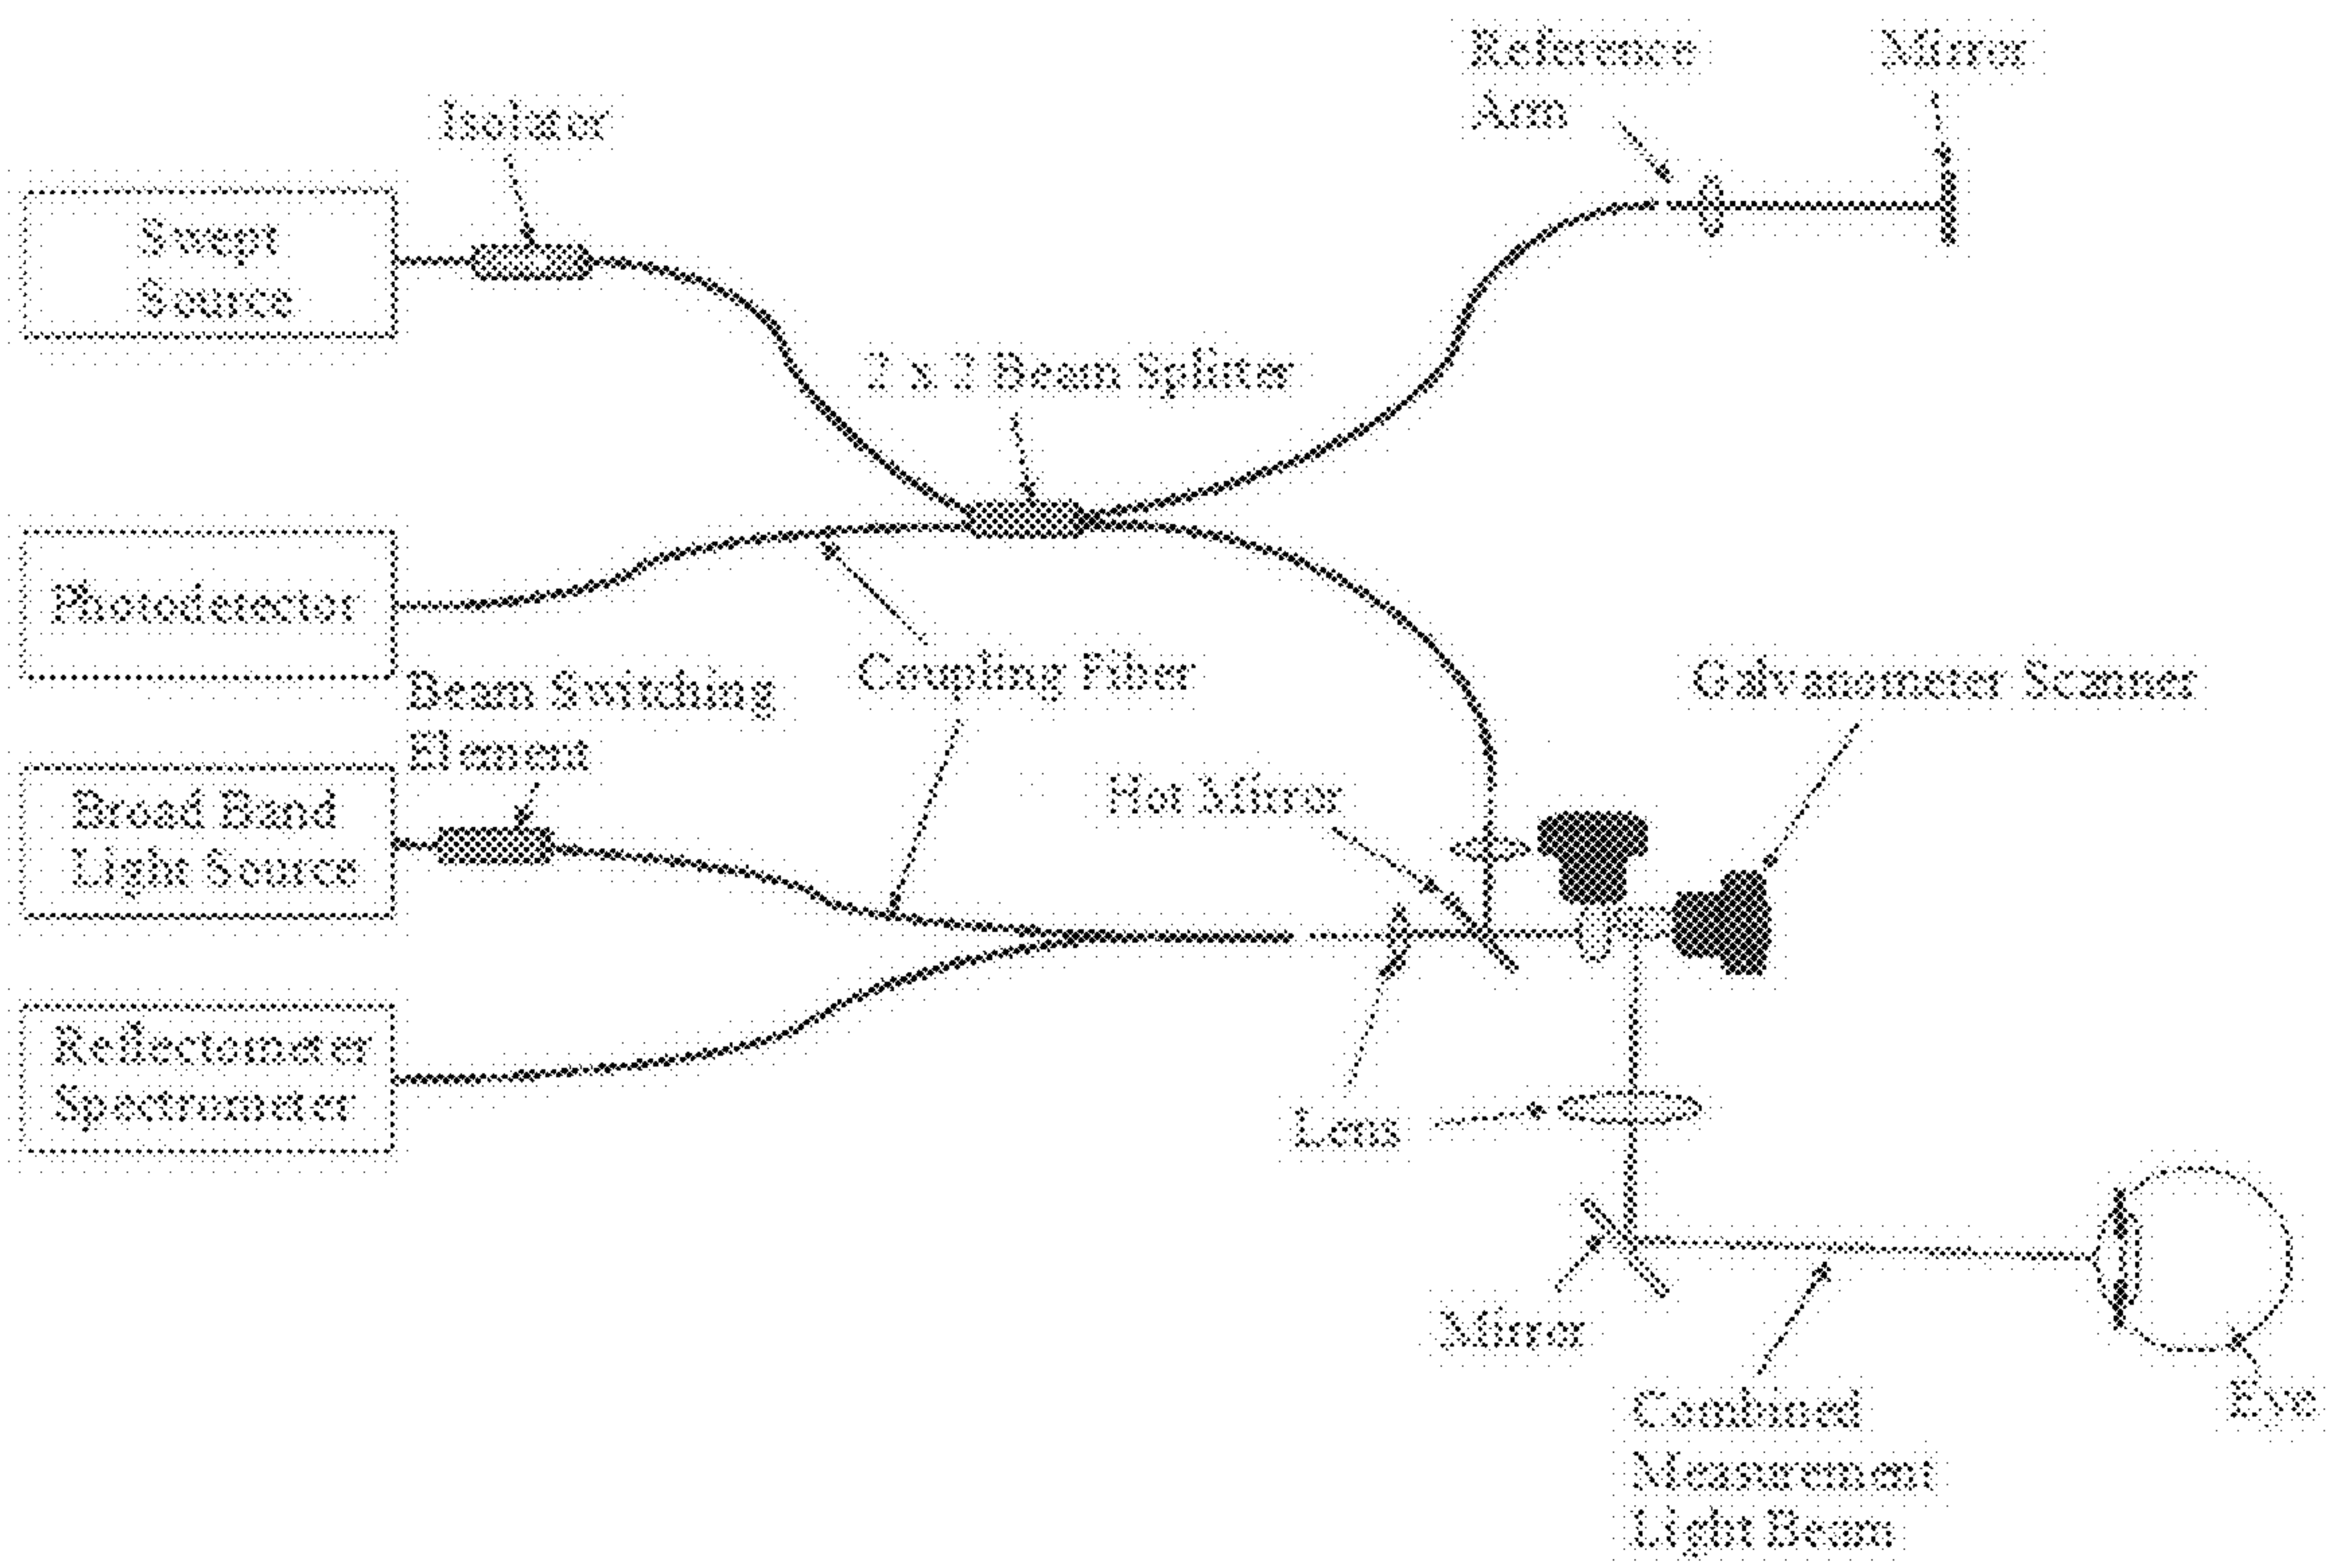 Reference
Arm
Mirror
Isolator
Swept
Source
2 x 2 Beam Splitter
Photodetector
Coupling Fiber
Galvanometer Scanner
Beam Switching
Element
Hot Mirror
Broad Band
Light Source
Reflectometer
Spectrometer
Lens
Mirror
Combined
Measurement
Light Beam
Eye